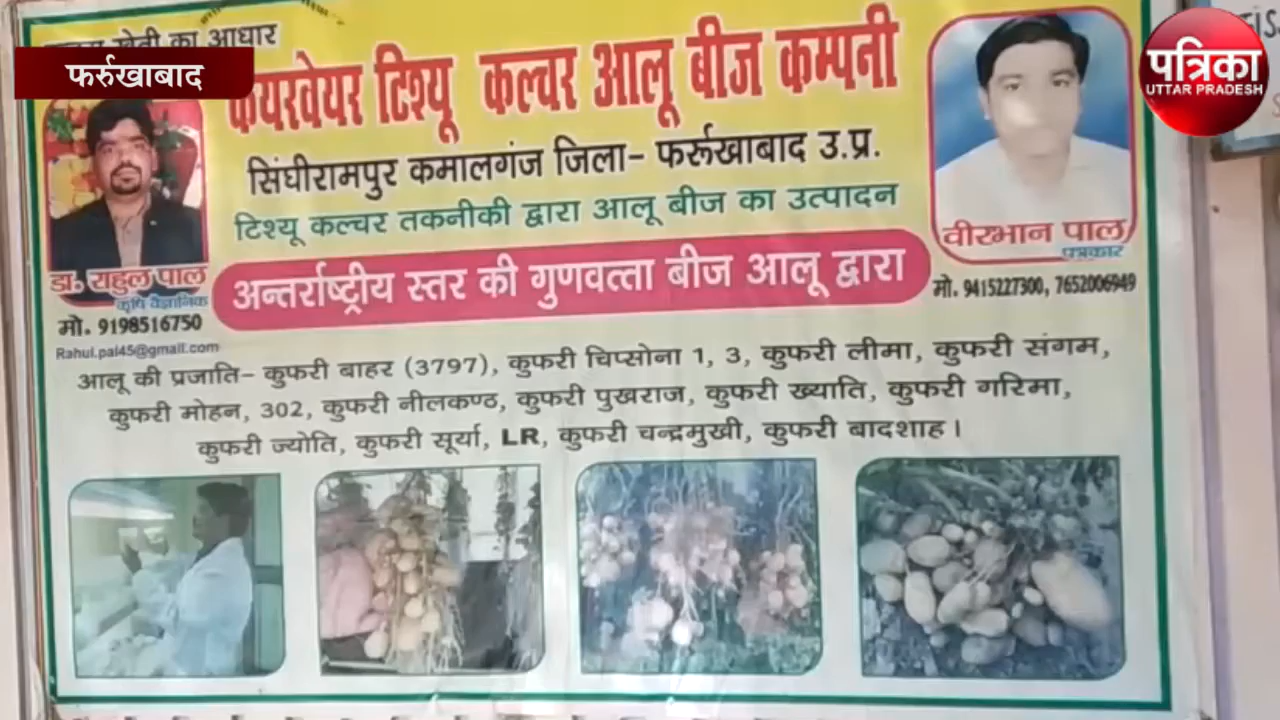 खेती का आधार
फर्रुखाबाद
पत्रिका
UTTAR PRADESH
केयरवेयर टिश्यू कल्चर आलू बीज कम्पनी
सिंघीरामपुर कमालगंज जिला- फर्रूखाबाद उ.प्र.
टिश्यू कल्चर तकनीकी द्वारा आलू बीज का उत्पादन
अन्तर्राष्ट्रीय स्तर की गुणवत्ता बीज आलू द्वारा
डा. राहुल पाल
कृषि वैज्ञानिक
मो. 9198516750
Rahul.pal45@gmail.com
वीरभान पाल
पत्रकार
मो. 9415227300, 7652006949
आलू की प्रजाति- कुफरी बाहर (3797), कुफरी चिप्सोना 1, 3, कुफरी लीमा, कुफरी संगम,
कुफरी मोहन, 302, कुफरी नीलकण्ठ, कुफरी पुखराज, कुफरी ख्याति, कुफरी गरिमा,
कुफरी ज्योति, कुफरी सूर्या, LR, कुफरी चन्द्रमुखी, कुफरी बादशाह।